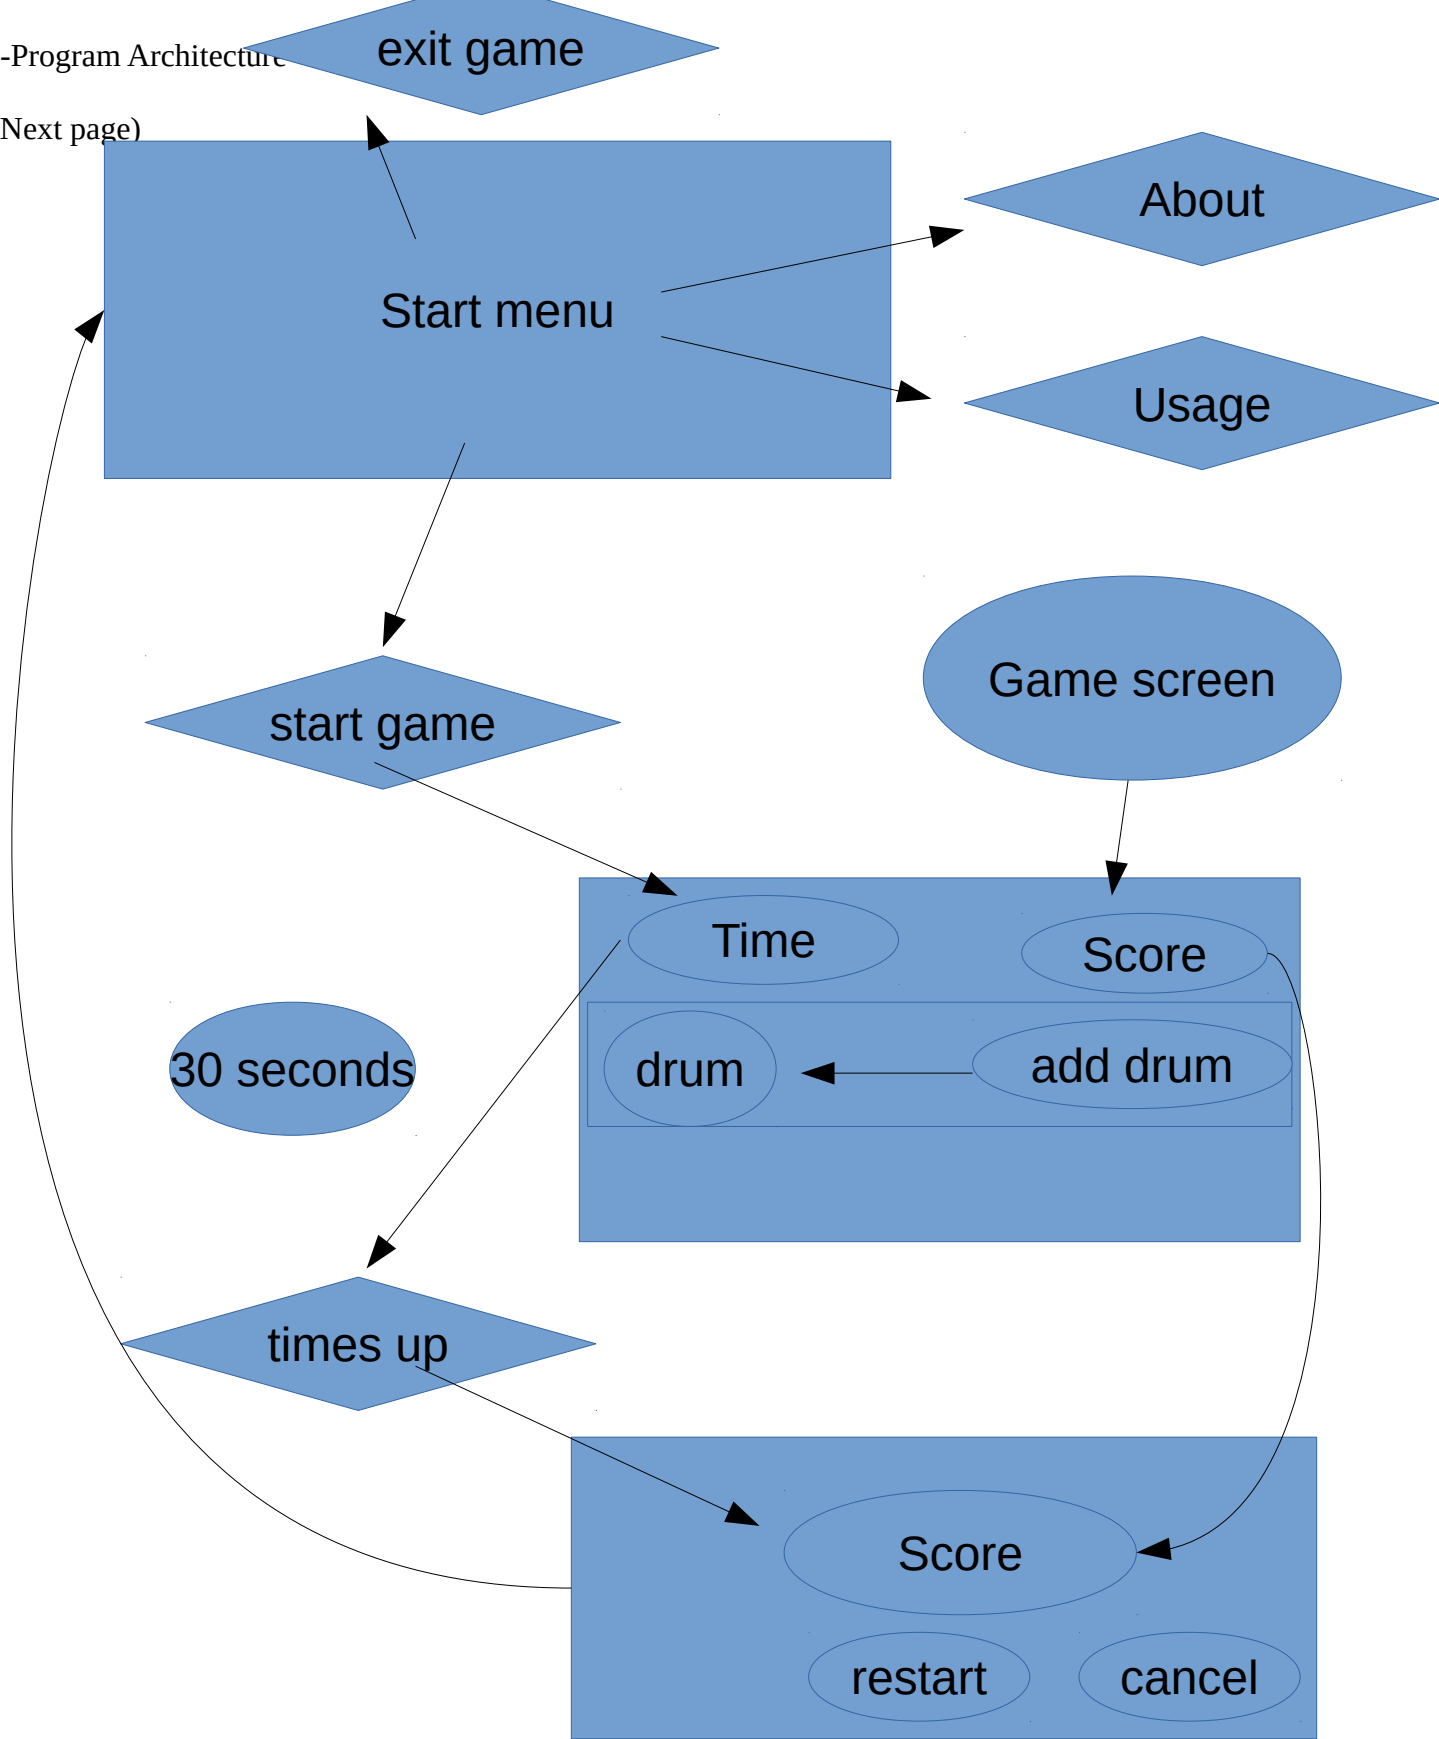 exit game
-Program Architecture
Next page)
About
Start menu
Usage
Game screen
start game
Time
Score
30 seconds
drum
add drum
times up
Score
restart
cancel